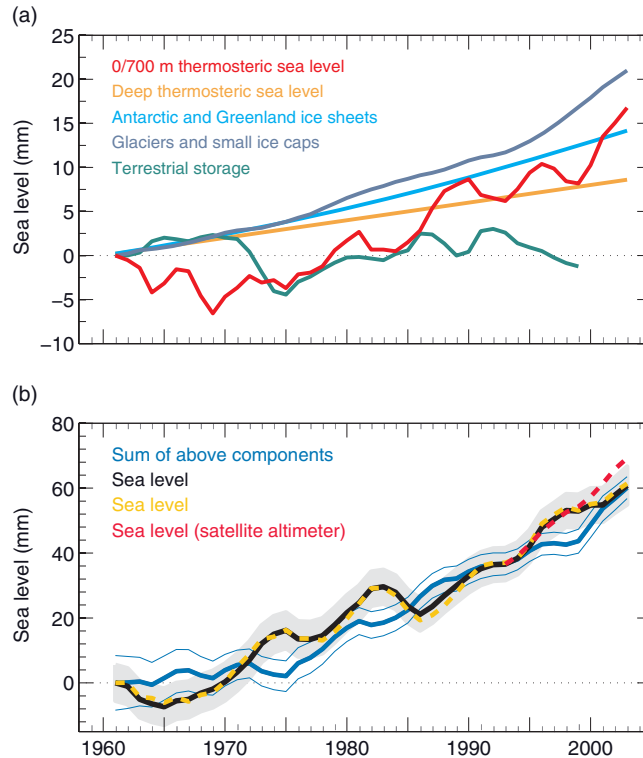 (a)
25
20
15
10
5
0
−5
−10
Sea level (mm)
0/700 m thermosteric sea level
Deep thermosteric sea level
Antarctic and Greenland ice sheets
Glaciers and small ice caps
Terrestrial storage
(b)
80
60
40
20
0
Sea level (mm)
Sum of above components
Sea level
Sea level
Sea level (satellite altimeter)
1960 1970 1980 1990 2000